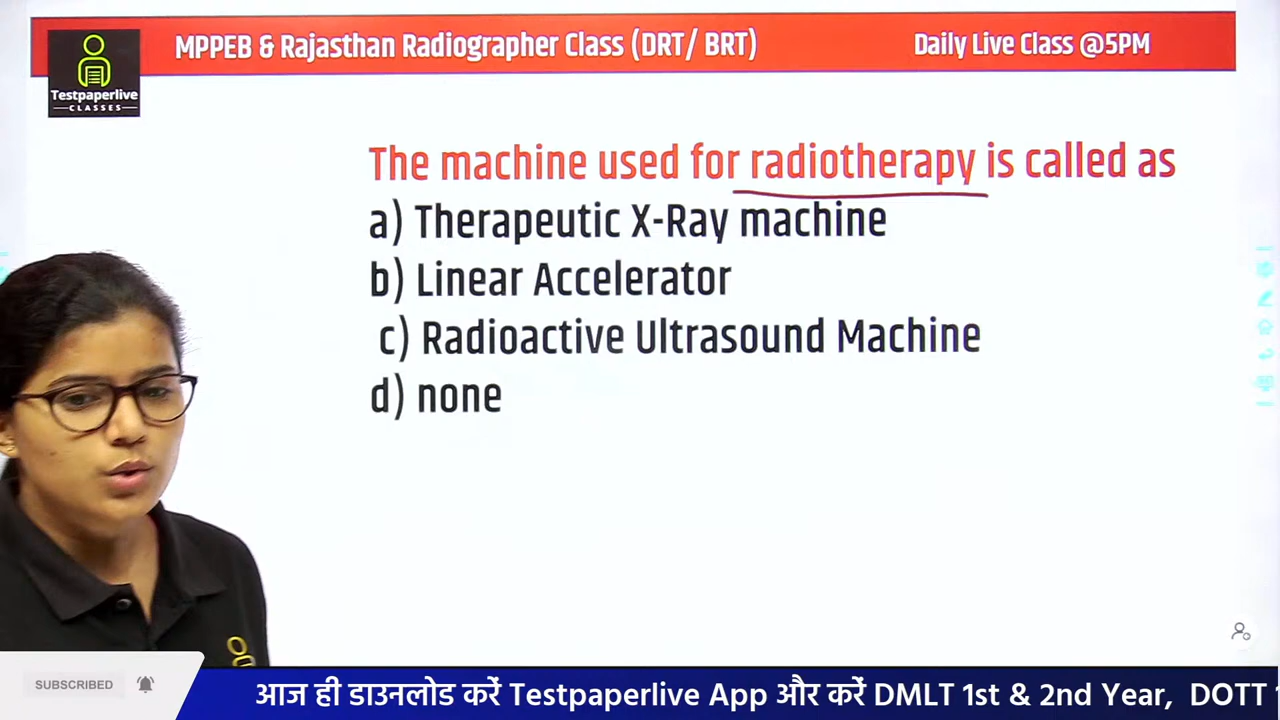 MPPEB & Rajasthan Radiographer Class (DRT/ BRT)
Daily Live Class @5PM
Testpaperlive
CLASSES
The machine used for radiotherapy is called as
a) Therapeutic X-Ray machine
b) Linear Accelerator
c) Radioactive Ultrasound Machine
d) none
SUBSCRIBED
आज ही डाउनलोड करें Testpaperlive App और करें DMLT 1st & 2nd Year, DOTT